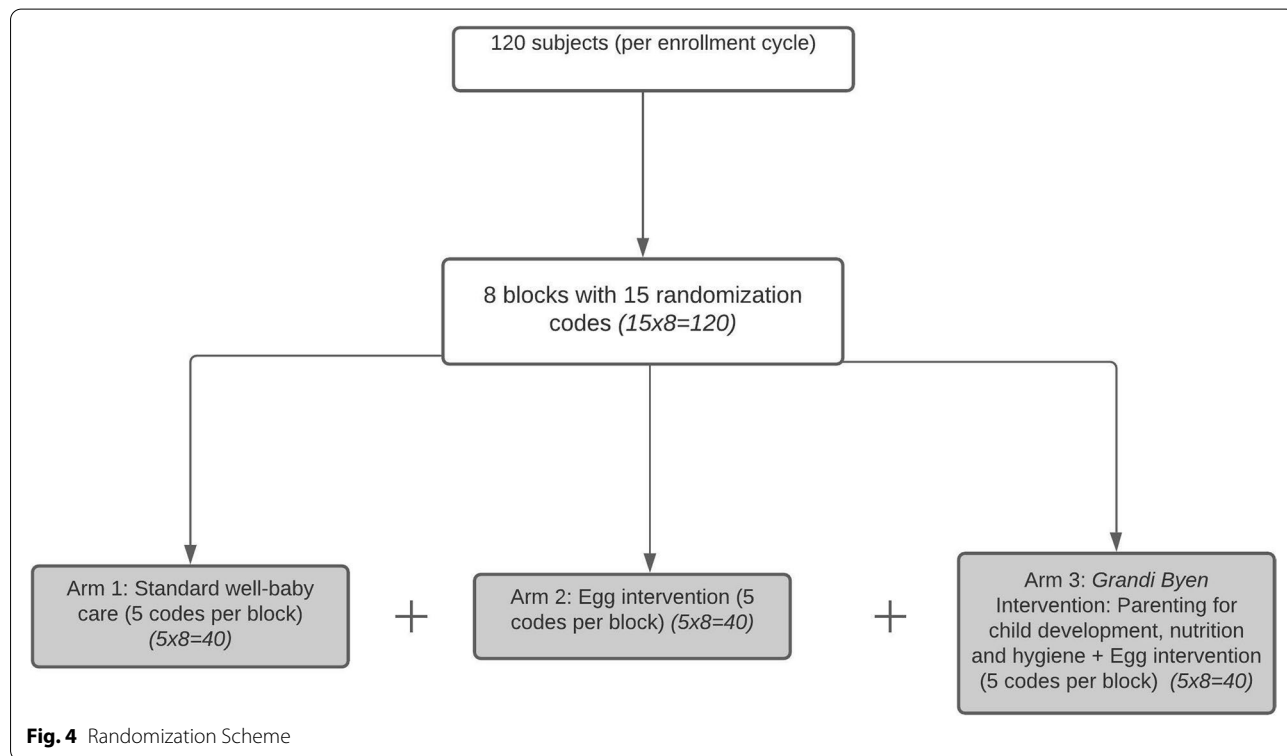 120 subjects (per enrollment cycle)
8 blocks with 15 randomization
codes (15x8=120)
Arm 1: Standard well-baby
care (5 codes per block)
(5x8=40)
+
Arm 2: Egg intervention (5
codes per block) (5x8=40)
+
Arm 3: Grandi Byen
Intervention: Parenting for
child development, nutrition
and hygiene + Egg intervention
(5 codes per block) (5x8=40)
Fig. 4 Randomization Scheme